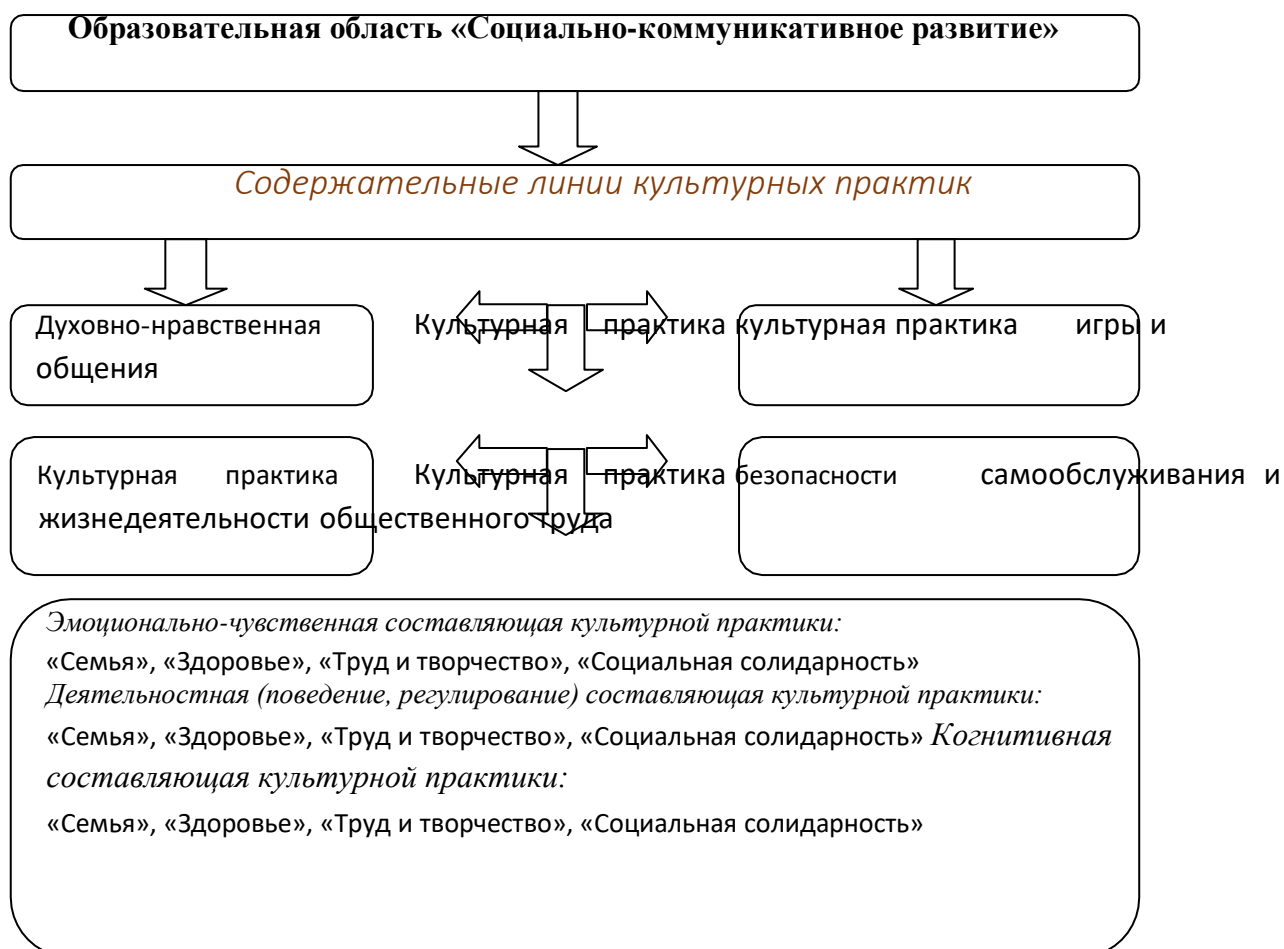 Образовательная область «Социально-коммуникативное развитие»
Содержательные линии культурных практик
Духовно-нравственная Культурная практика культурная практика игры и
общения
Культурная практика Культурная практика безопасности самообслуживания и
жизнедеятельности общественного труда
Эмоционально-чувственная составляющая культурной практики:
«Семья», «Здоровье», «Труд и творчество», «Социальная солидарность»
Деятельностная (поведение, регулирование) составляющая культурной практики:
«Семья», «Здоровье», «Труд и творчество», «Социальная солидарность» Когнитивная
составляющая культурной практики:
«Семья», «Здоровье», «Труд и творчество», «Социальная солидарность»